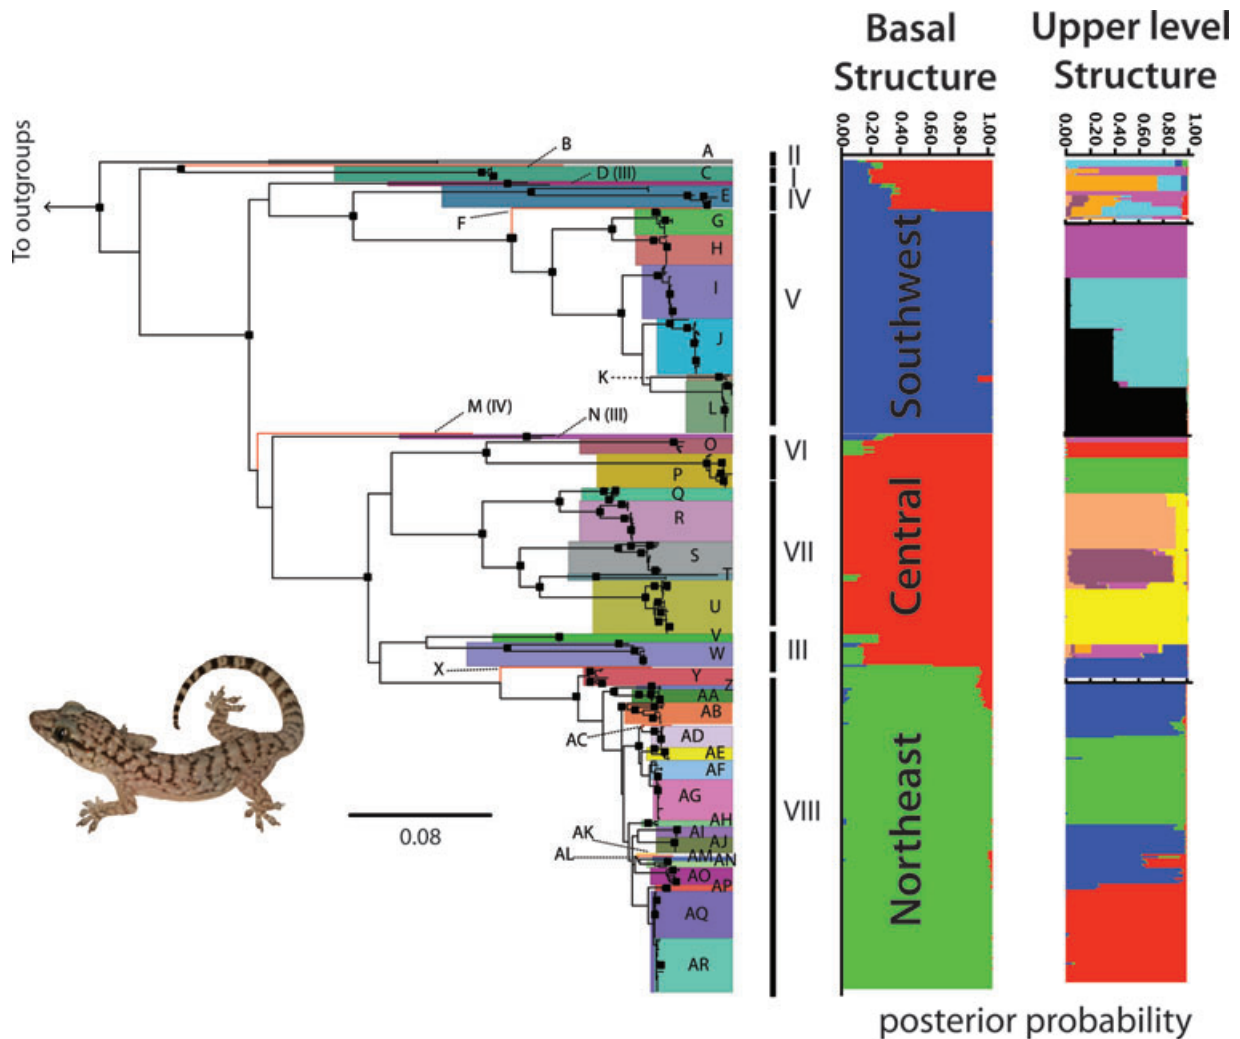 Basal
Structure
Upper level
Structure
0.00
0.20
0.40
0.60
0.80
1.00
0.00
0.20
0.40
0.60
0.80
1.00
To outgroups
A
B
C
D (III)
E
F
G
H
I
J
K
L
M (IV)
N (III)
O
P
Q
R
S
T
U
V
W
X
Y
Z
AA
AB
AC
AD
AE
AF
AG
AH
AI
AJ
AK
AL
AM
AN
AO
AP
AQ
AR
II
I
IV
V
VI
VII
III
VIII
Southwest
Central
Northeast
0.08
posterior probability